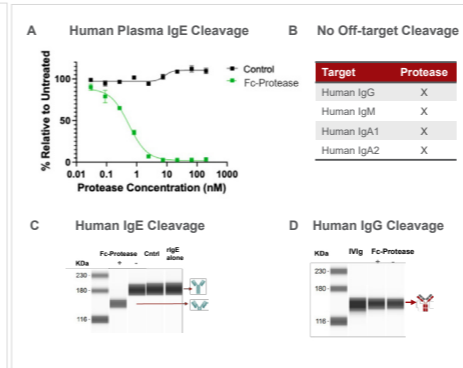 A Human Plasma IgE Cleavage
% Relative to Untreated
100
50
0
0.01 0.1 1 10 100 1000
Protease Concentration (nM)
Control
Fc-Protease
B No Off-target Cleavage
Target Protease
Human IgG X
Human IgM X
Human IgA1 X
Human IgA2 X
C Human IgE Cleavage
Fc-Protease Cntrl rIgE alone
KDa + -
230
180
116
D Human IgG Cleavage
KDa IVIg Fc-Protease
+ -
230
180
116